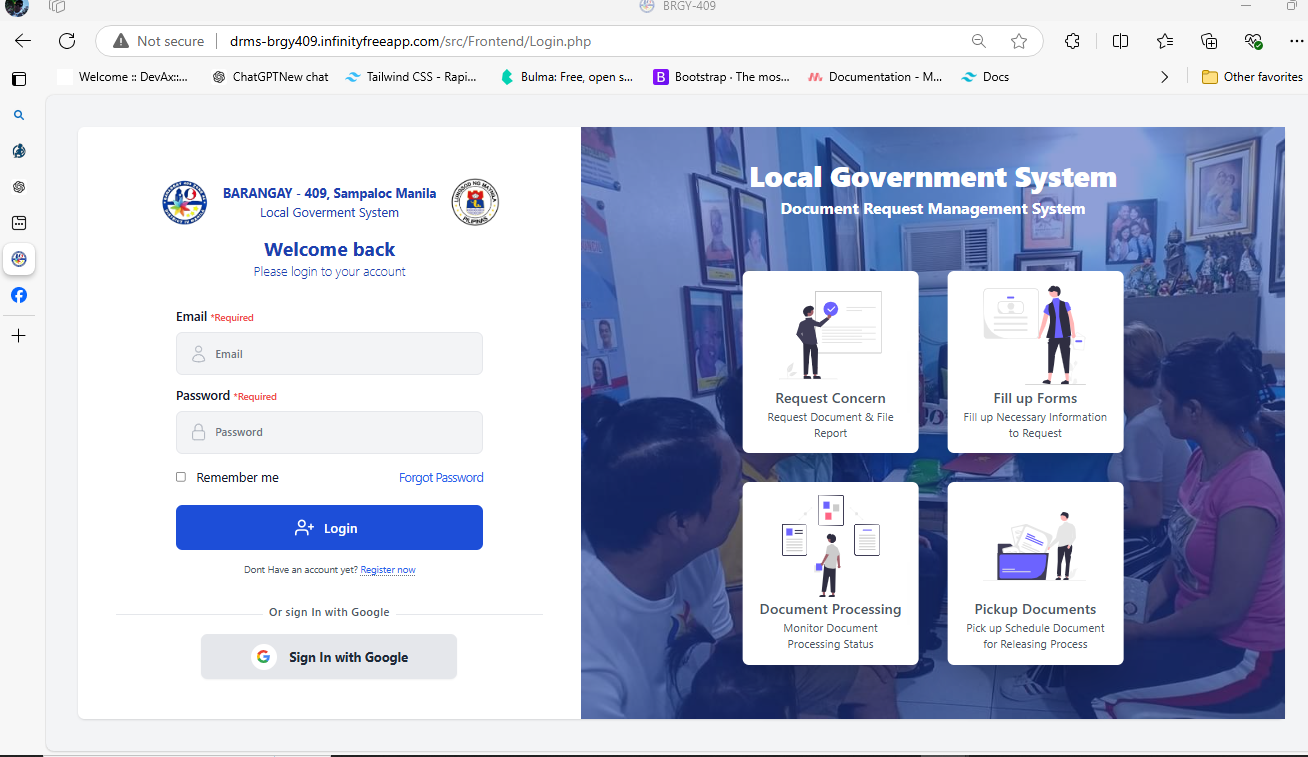 BRGY-409
Not secure
drms-brgy409.infinityfreeapp.com/src/Frontend/Login.php
Welcome :: DevAx::...
ChatGPTNew chat
Tailwind CSS - Rapi...
Bulma: Free, open s...
B
Bootstrap · The mos...
Documentation - M...
Docs
Other favorites
BARANGAY - 409, Sampaloc Manila
Local Goverment System
Welcome back
Please login to your account
Email *Required
Email
Password *Required
Password
Remember me
Forgot Password
Login
Dont Have an account yet? Register now
Or sign In with Google
G
Sign In with Google
Local Government System
Document Request Management System
Request Concern
Request Document & File
Report
Fill up Forms
Fill up Necessary Information
to Request
Document Processing
Monitor Document
Processing Status
Pickup Documents
Pick up Schedule Document
for Releasing Process